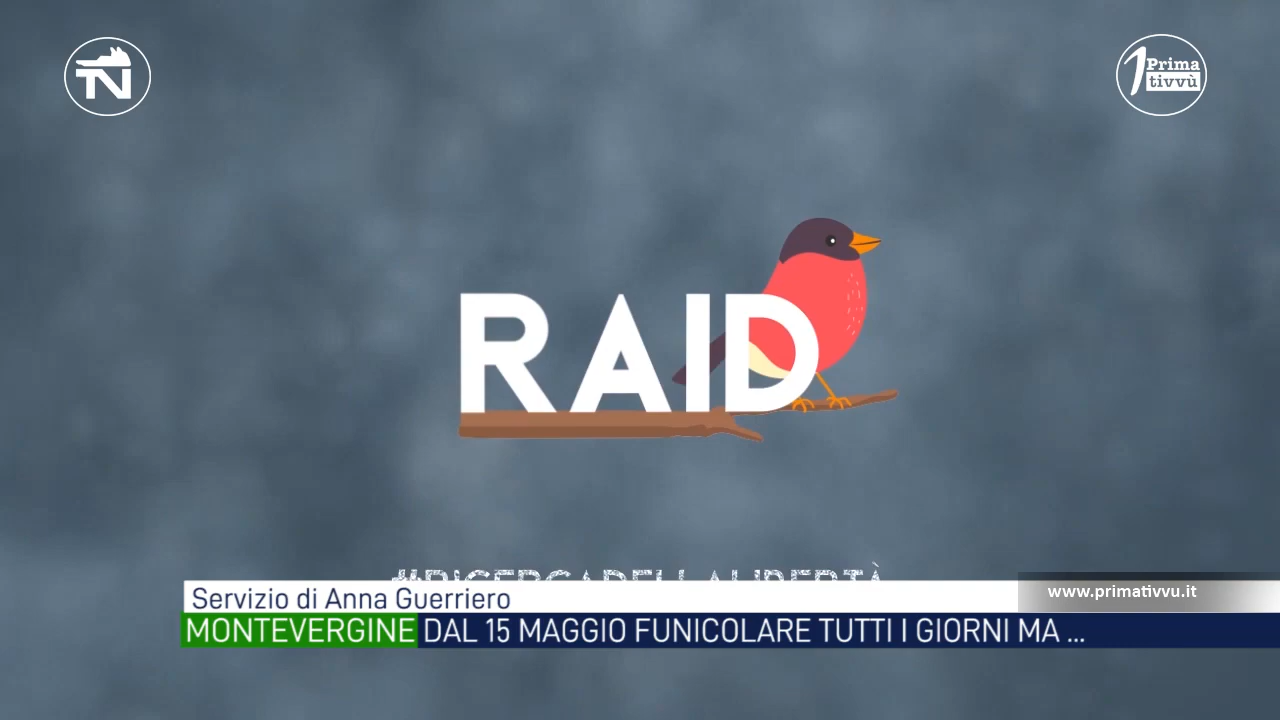 TN
1 Prima
tivvù
RAID
#RICERCADELLALIBERTÀ
Servizio di Anna Guerriero
www.primativvu.it
MONTEVERGINE DAL 15 MAGGIO FUNICOLARE TUTTI I GIORNI MA ...